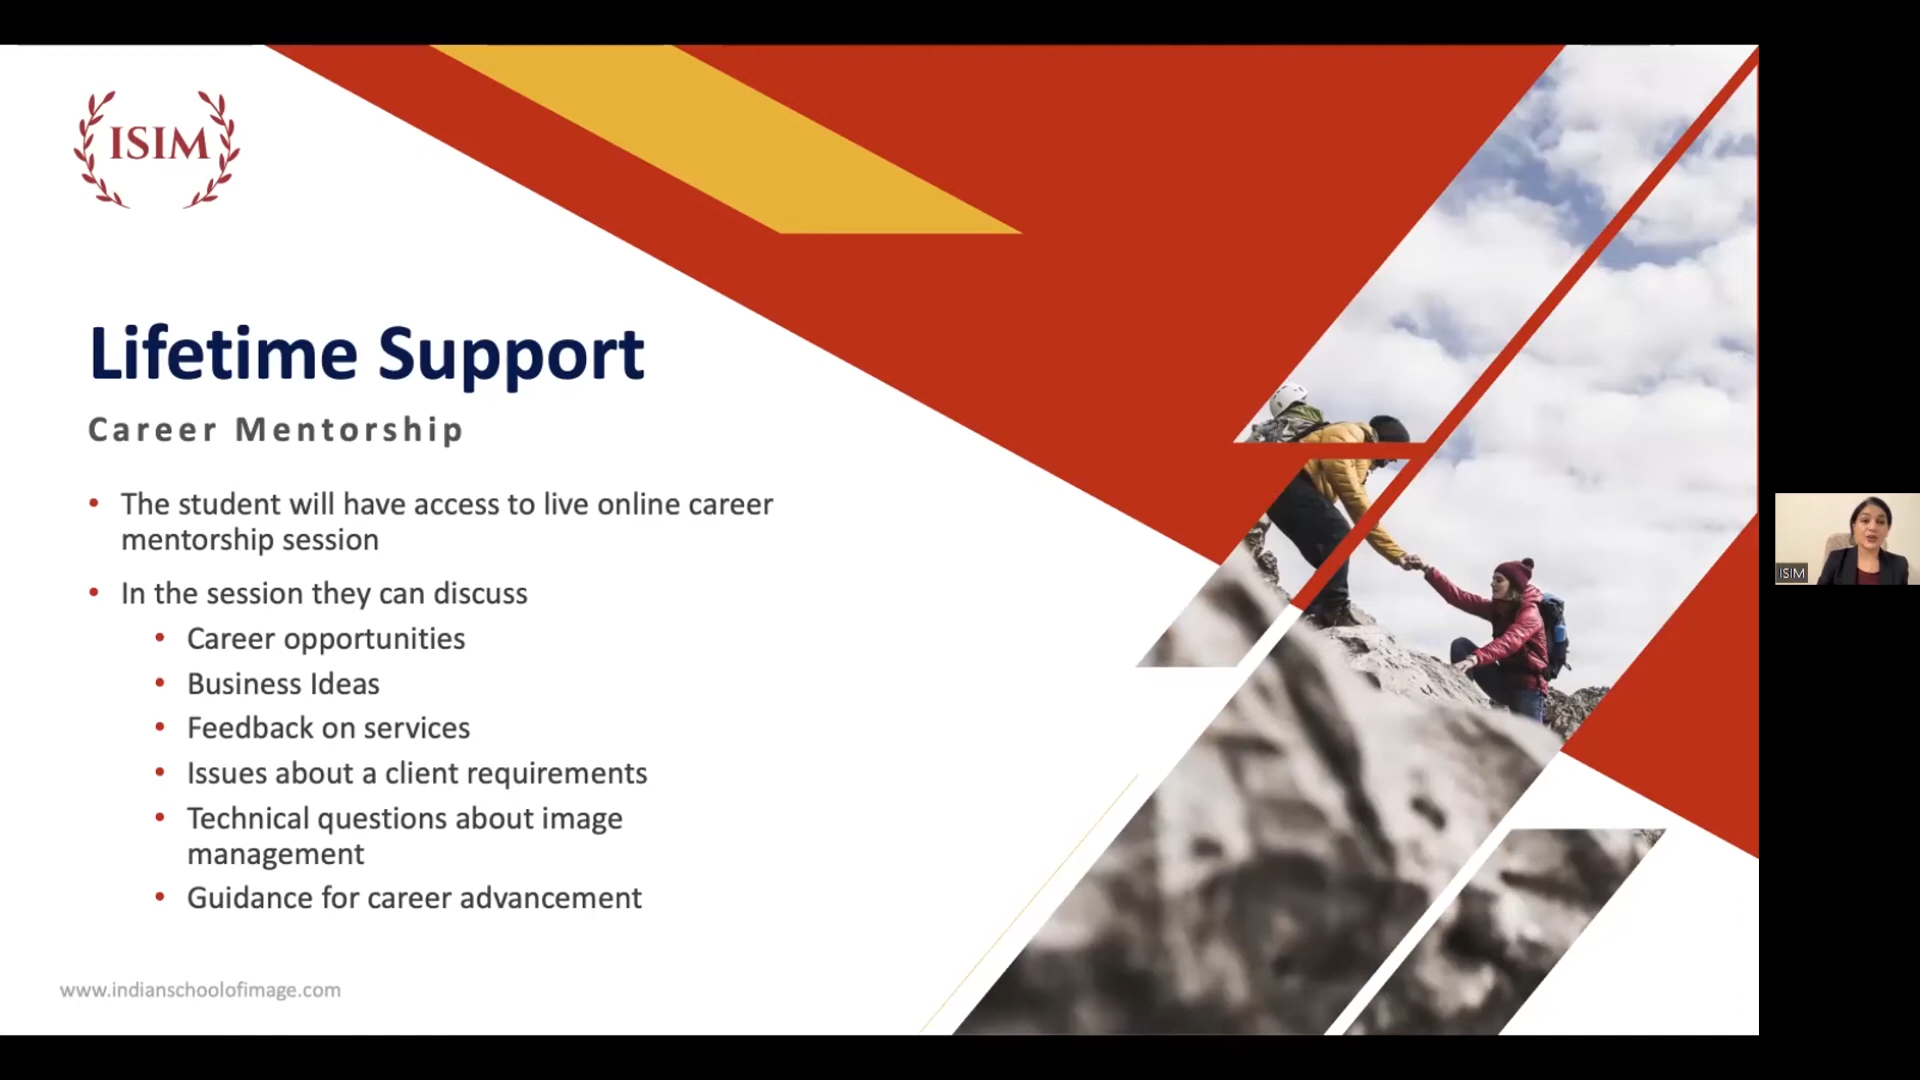 ISIM
Lifetime Support
Career Mentorship
• The student will have access to live online career
mentorship session
• In the session they can discuss
• Career opportunities
• Business Ideas
• Feedback on services
• Issues about a client requirements
• Technical questions about image
management
• Guidance for career advancement
www.indianschoolofimage.com
ISIM